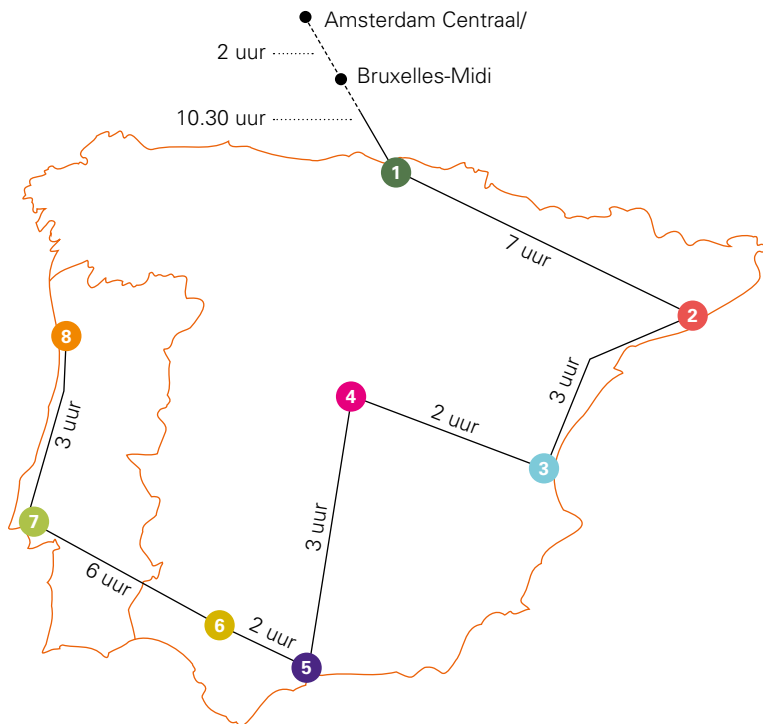 Amsterdam Centraal/
2 uur
Bruxelles-Midi
10.30 uur
1
7 uur
2
8
3 uur
4
3 uur
2 uur
3
3 uur
7
6 uur
6
2 uur
5